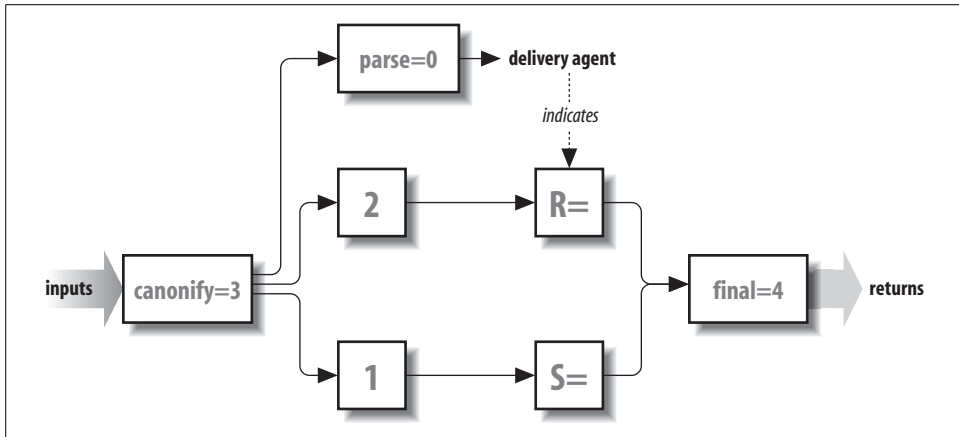 parse=0
delivery agent
indicates
2
R=
inputs
canonify=3
final=4
returns
1
S=